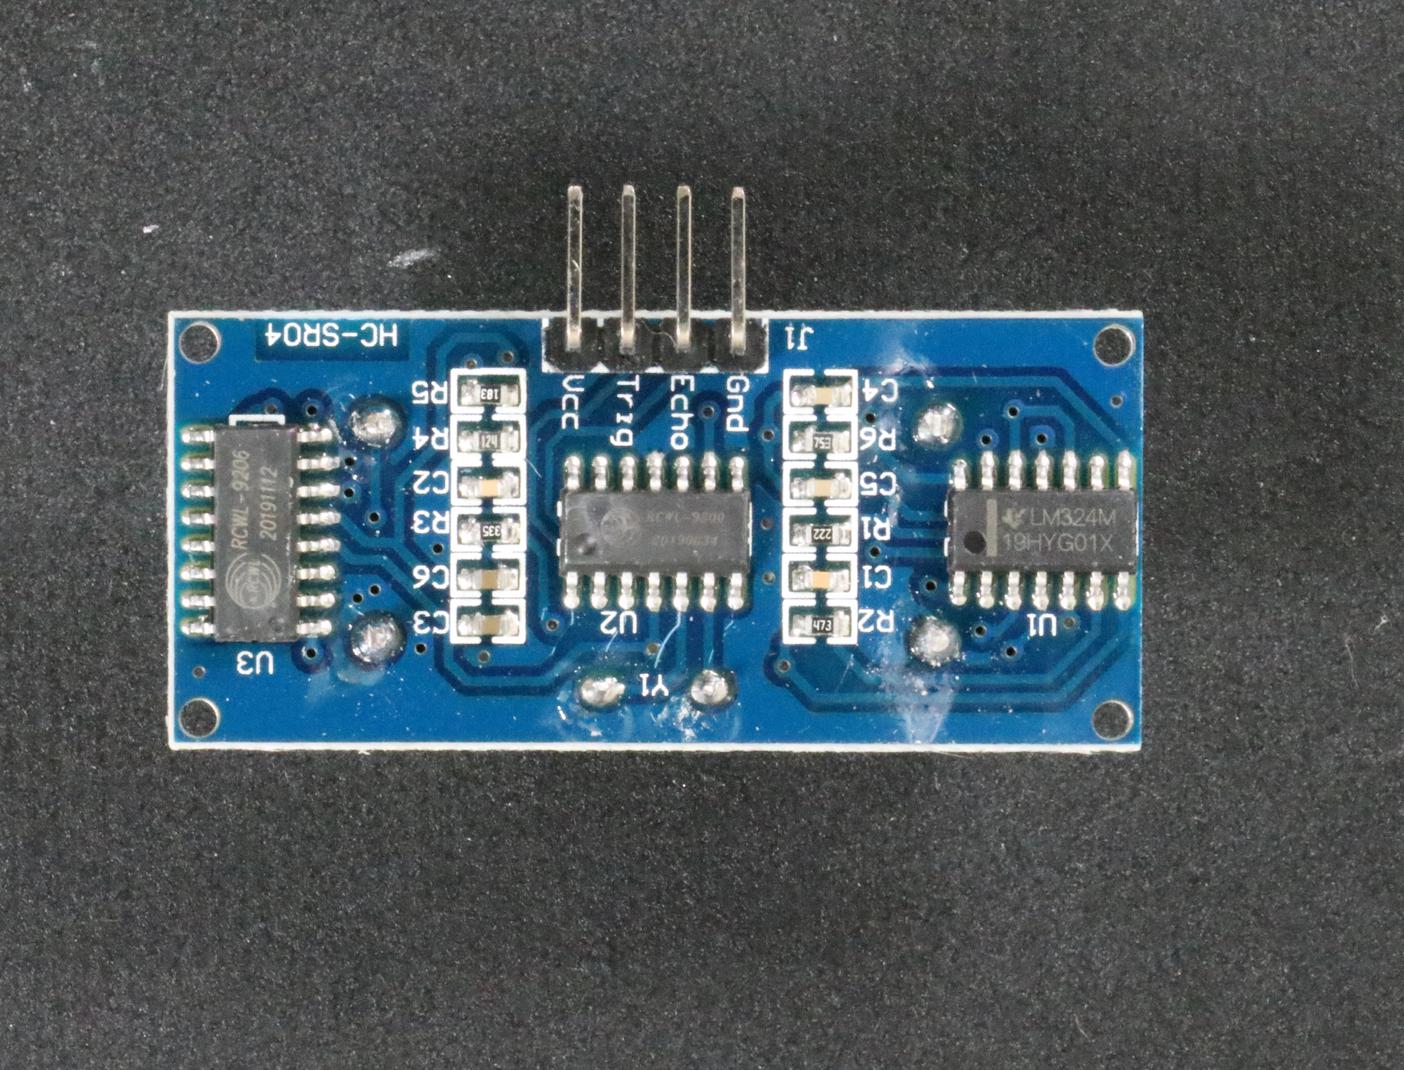 HC-SR04
J1
Vcc
Trig
Echo
Gnd
R5
103
R4
124
C2
R3
335
C6
C3
C4
R6
753
C5
R1
222
C1
R2
473
RCWL-9206
20191112
RCWL
U3
RCWL-9300
U2
Y1
LM324M
19HYG01X
U1